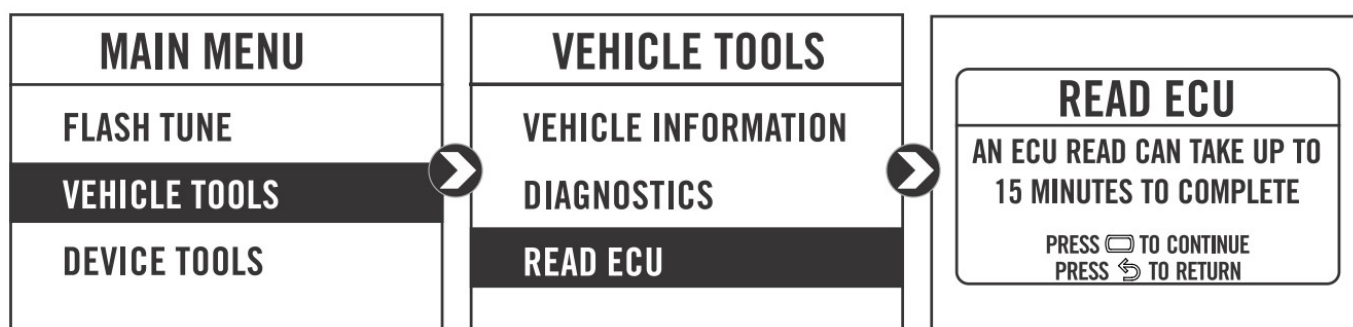 MAIN MENU
FLASH TUNE
VEHICLE TOOLS
DEVICE TOOLS
VEHICLE TOOLS
VEHICLE INFORMATION
DIAGNOSTICS
READ ECU
READ ECU
AN ECU READ CAN TAKE UP TO
15 MINUTES TO COMPLETE
PRESS TO CONTINUE
PRESS TO RETURN